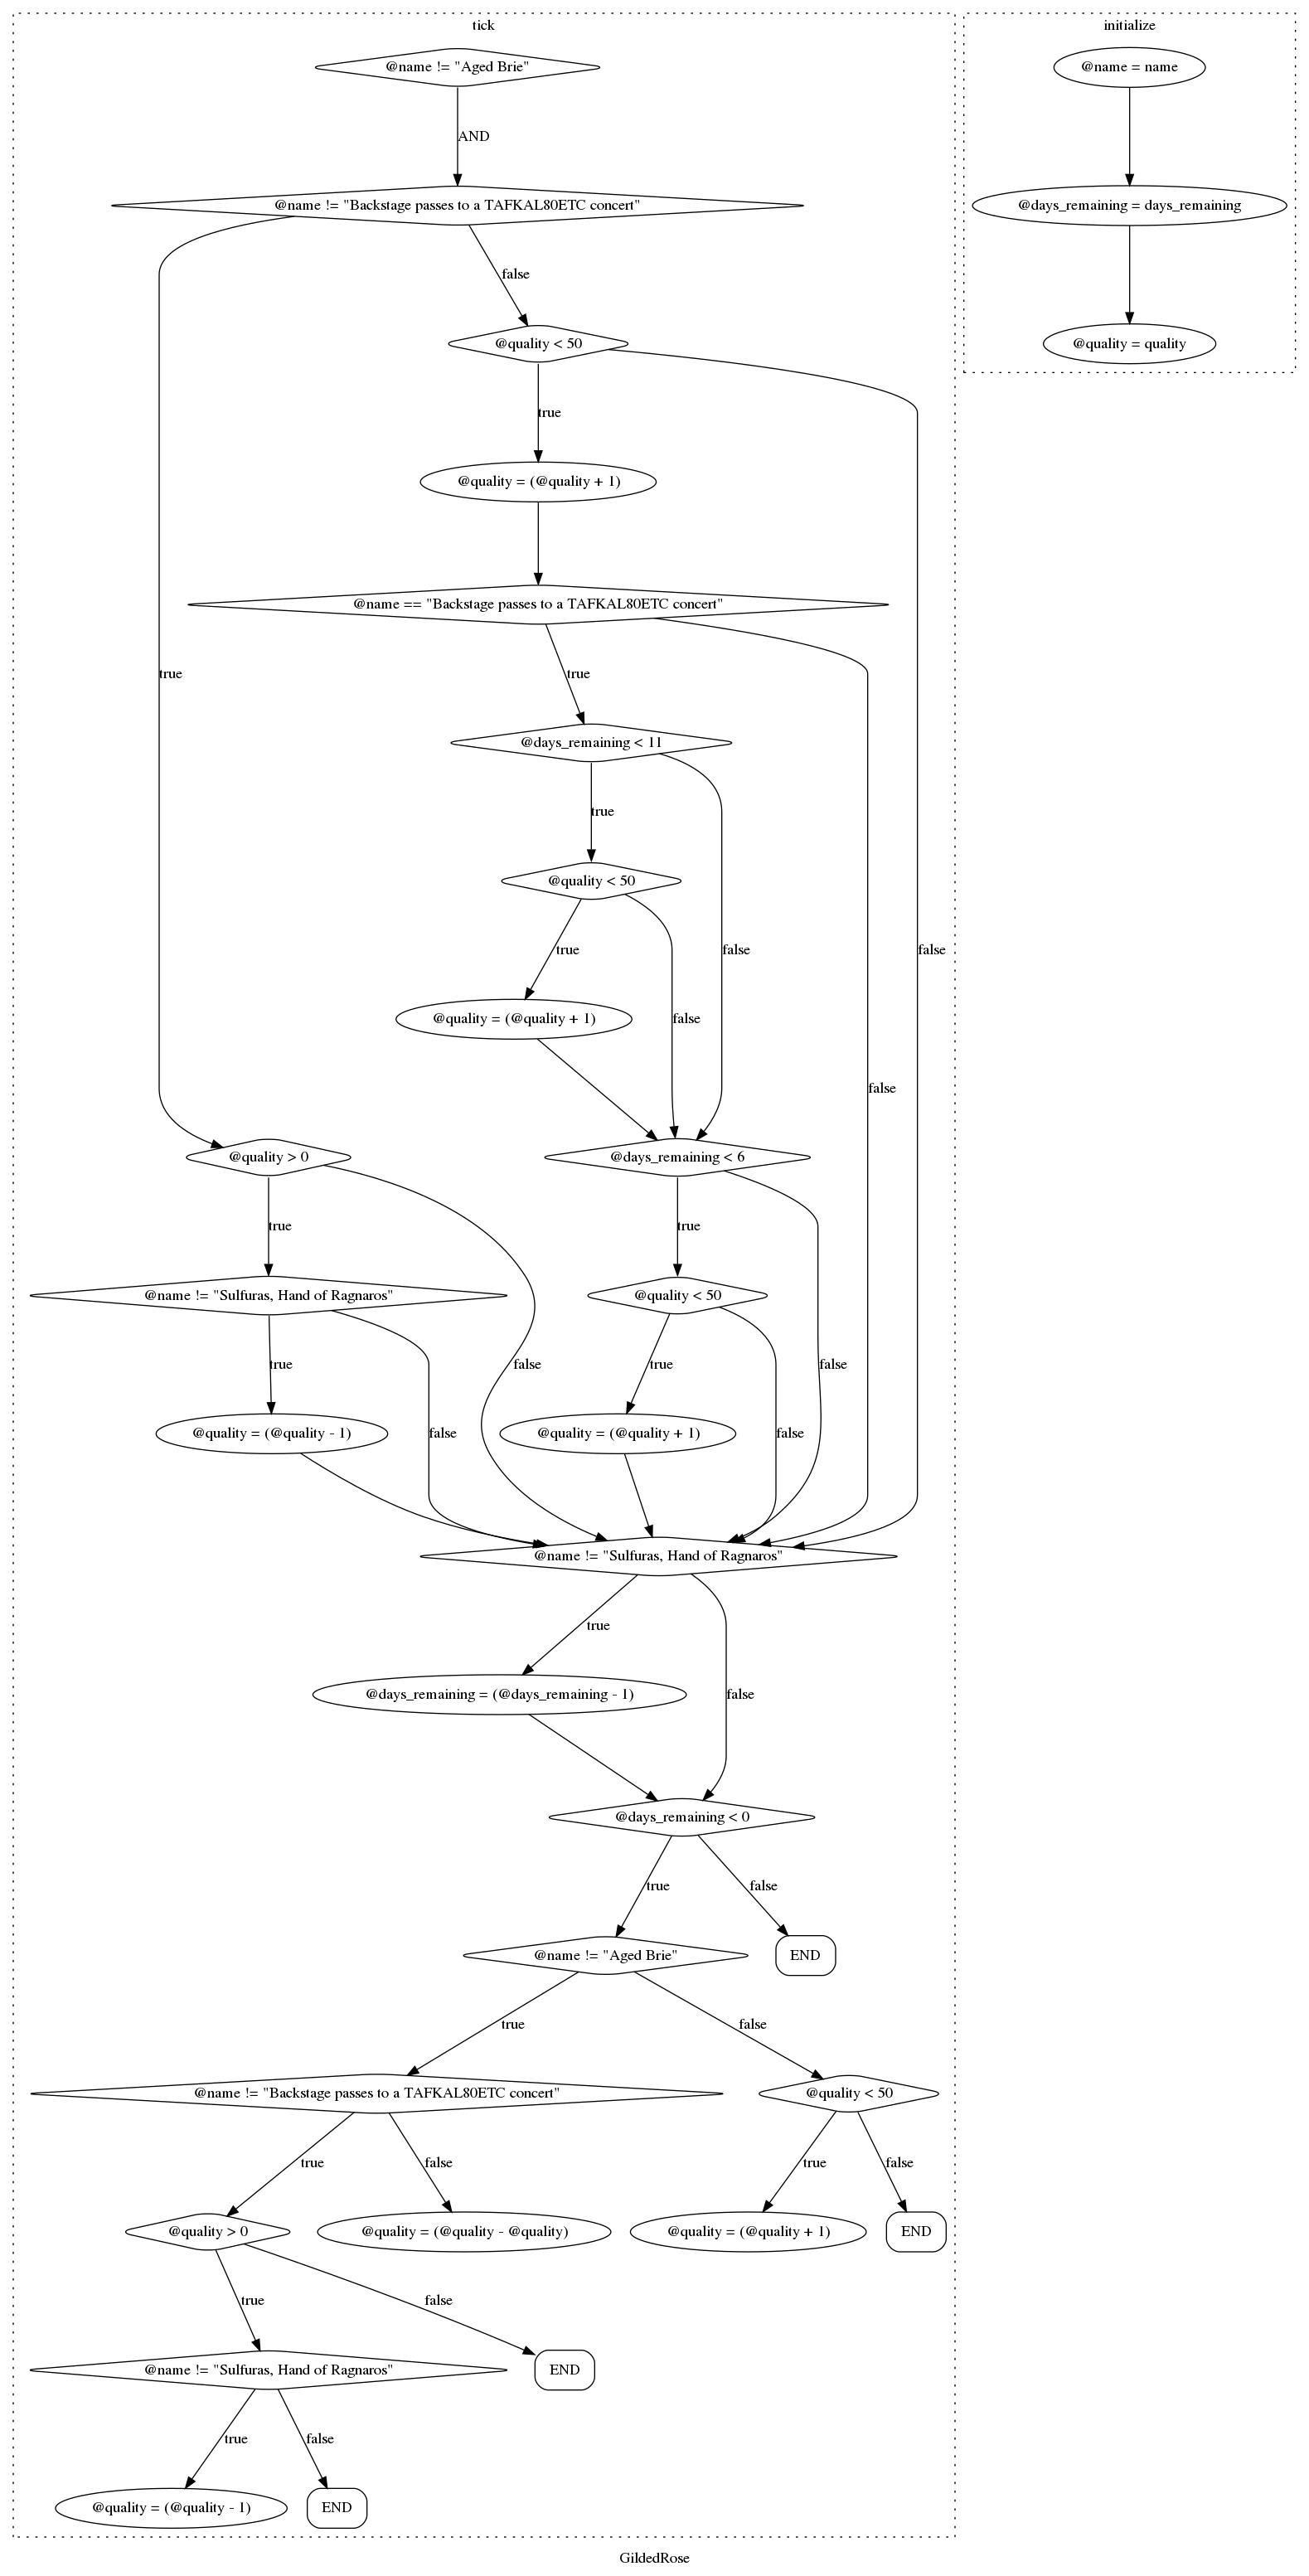 tick
initialize
@name != "Aged Brie"
@name = name
AND
@name != "Backstage passes to a TAFKAL80ETC concert"
@days_remaining = days_remaining
false
@quality < 50
@quality = quality
true
@quality = (@quality + 1)
@name == "Backstage passes to a TAFKAL80ETC concert"
true
true
@days_remaining < 11
true
@quality < 50
true
false
false
@quality = (@quality + 1)
false
false
@quality > 0
@days_remaining < 6
true
true
@name != "Sulfuras, Hand of Ragnaros"
@quality < 50
true
false
true
false
@quality = (@quality - 1)
false
@quality = (@quality + 1)
false
@name != "Sulfuras, Hand of Ragnaros"
true
@days_remaining = (@days_remaining - 1)
false
@days_remaining < 0
true
false
@name != "Aged Brie"
END
true
false
@name != "Backstage passes to a TAFKAL80ETC concert"
@quality < 50
true
false
true
false
@quality > 0
@quality = (@quality - @quality)
@quality = (@quality + 1)
END
true
false
@name != "Sulfuras, Hand of Ragnaros"
END
true
false
@quality = (@quality - 1)
END
GildedRose